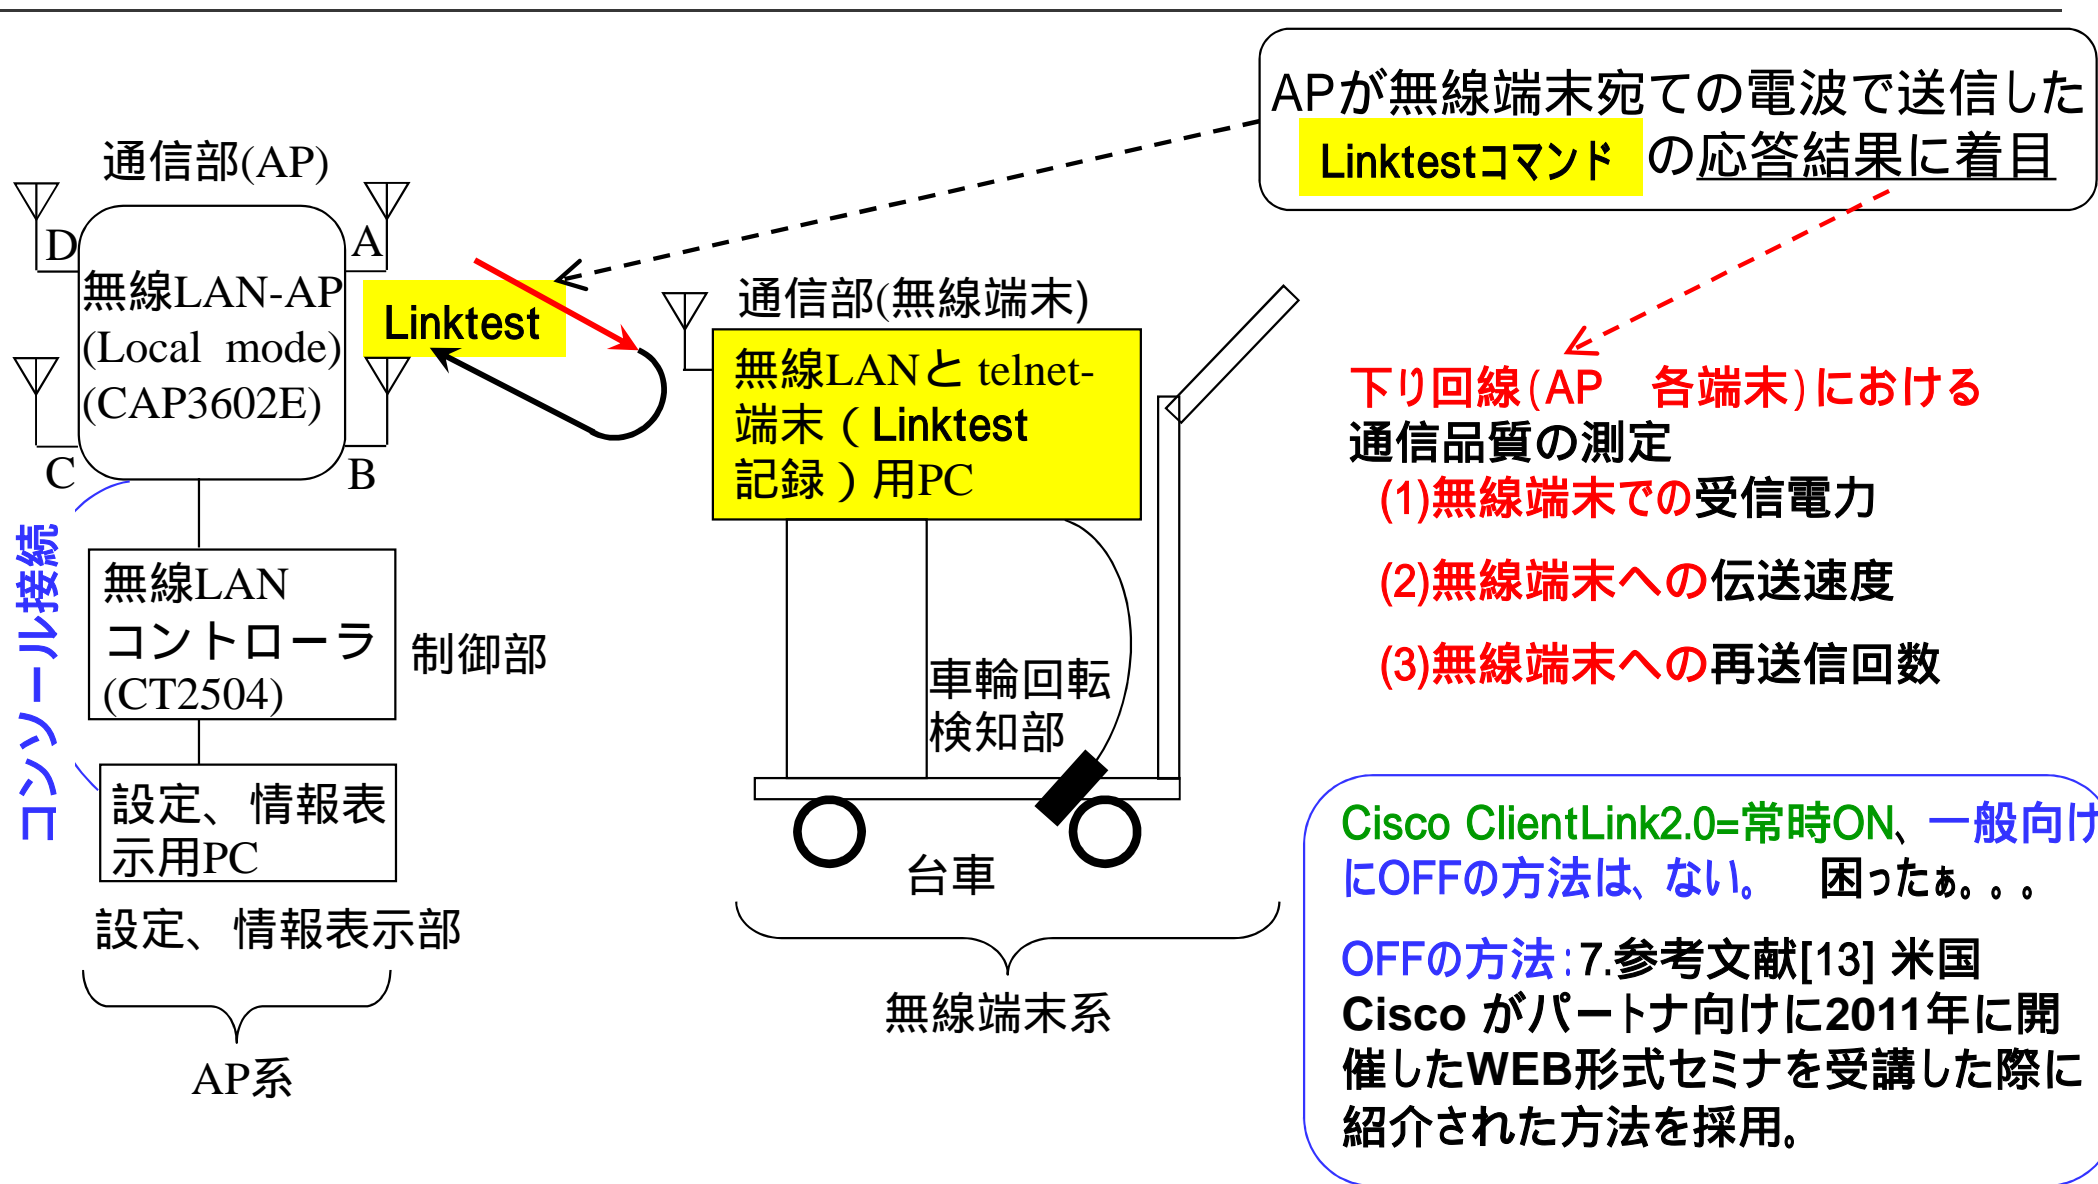 APが無線端末宛ての電波で送信した
Linktestコマンド の応答結果に着目
通信部(AP)
D
A
無線LAN-AP
(Local mode)
(CAP3602E)
C
B
Linktest
通信部(無線端末)
無線LANと telnet-
端末（Linktest
記録）用PC
コンソール接続
無線LAN
コントローラ
(CT2504)
制御部
設定、情報表
示用PC
設定、情報表示部
AP系
車輪回転
検知部
台車
無線端末系
下り回線(AP 各端末)における
通信品質の測定
(1)無線端末での受信電力
(2)無線端末への伝送速度
(3)無線端末への再送信回数
Cisco ClientLink2.0=常時ON、一般向け
にOFFの方法は、ない。 困ったぁ。。。
OFFの方法:7.参考文献[13] 米国
Cisco がパートナ向けに2011年に開
催したWEB形式セミナを受講した際に
紹介された方法を採用。